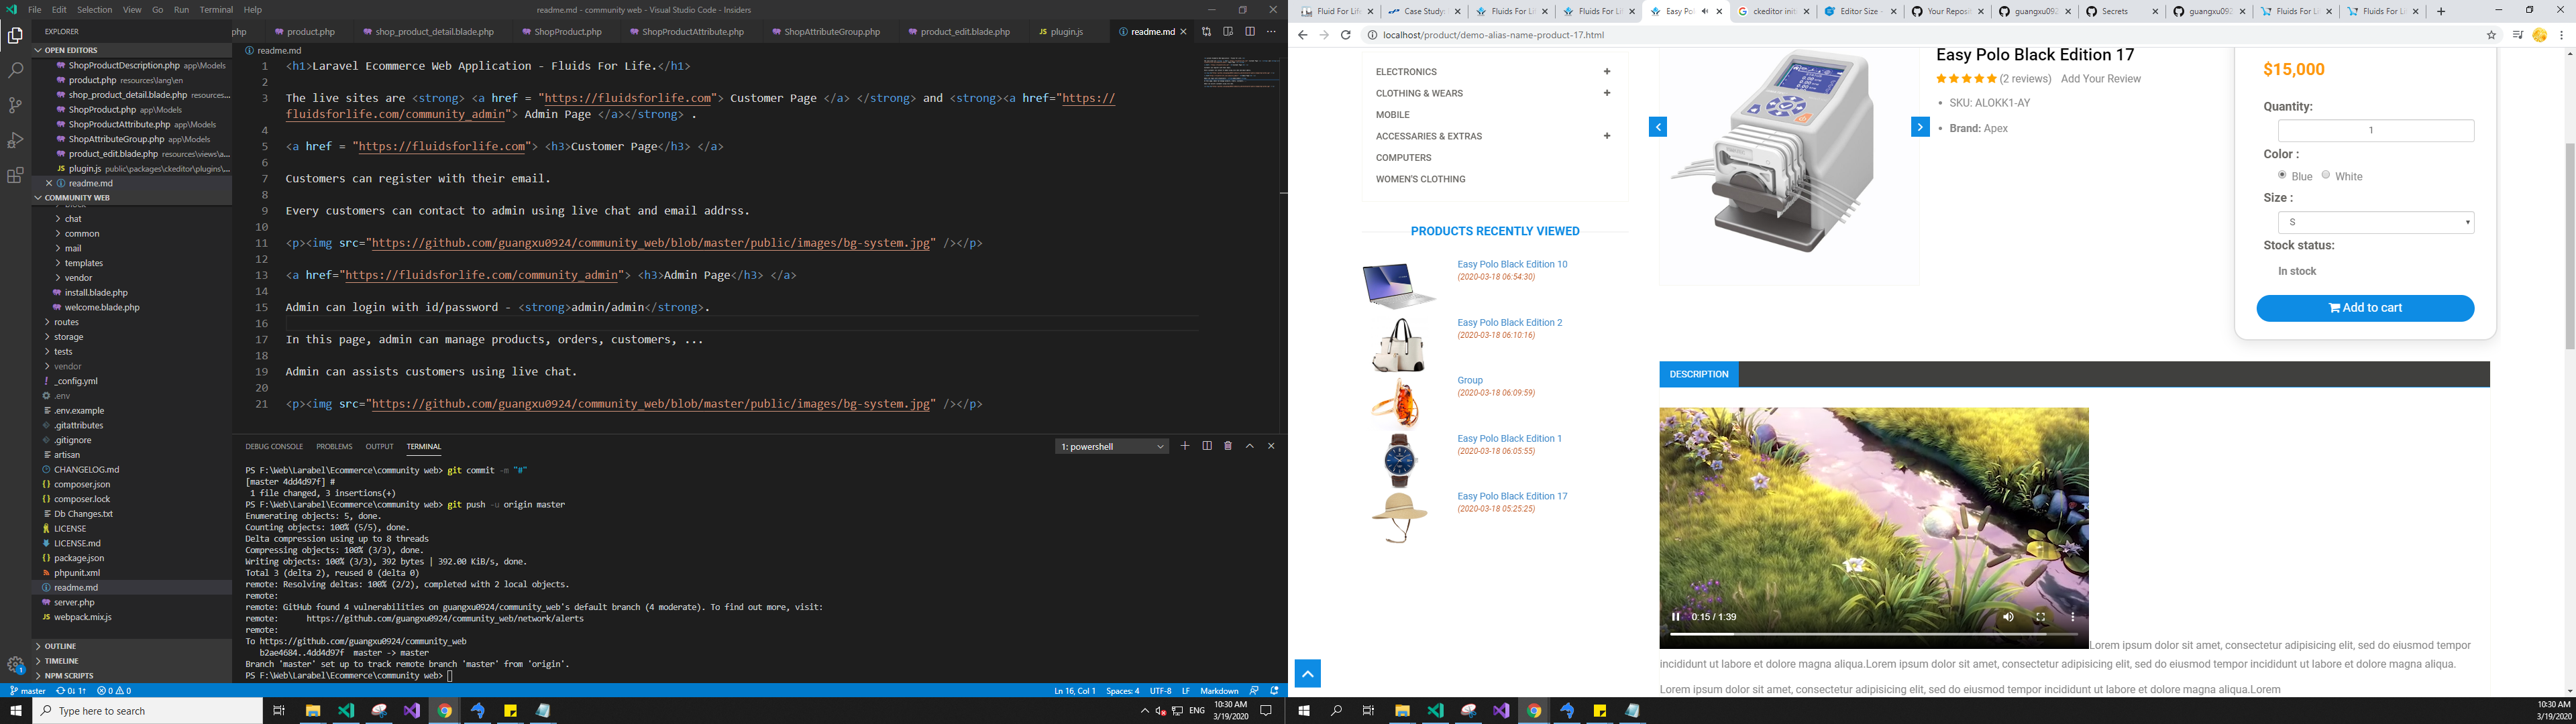 File Edit Selection View Go Run Terminal Help
readme.md - community web - Visual Studio Code - Insiders
EXPLORER
OPEN EDITORS
ShopProductDescription.php app\Models
product.php resources\lang\en
shop_product_detail.blade.php resources...
ShopProduct.php app\Models
ShopProductAttribute.php app\Models
ShopAttributeGroup.php app\Models
product_edit.blade.php resources\views\a...
plugin.js public\packages\ckeditor\plugins\...
readme.md
COMMUNITY WEB
block
chat
common
mail
templates
vendor
install.blade.php
welcome.blade.php
routes
storage
tests
vendor
_config.yml
.env
.env.example
.gitattributes
.gitignore
artisan
CHANGELOG.md
composer.json
composer.lock
Db Changes.txt
LICENSE
LICENSE.md
package.json
phpunit.xml
readme.md
server.php
webpack.mix.js
OUTLINE
TIMELINE
NPM SCRIPTS
php product.php shop_product_detail.blade.php ShopProduct.php ShopProductAttribute.php ShopAttributeGroup.php product_edit.blade.php plugin.js readme.md
readme.md
1 <h1>Laravel Ecommerce Web Application - Fluids For Life.</h1>
2
3 The live sites are <strong> <a href = "https://fluidsforlife.com"> Customer Page </a> </strong> and <strong><a href="https://
fluidsforlife.com/community_admin"> Admin Page </a></strong> .
4
5 <a href = "https://fluidsforlife.com"> <h3>Customer Page</h3> </a>
6
7 Customers can register with their email.
8
9 Every customers can contact to admin using live chat and email addrss.
10
11 <p><img src="https://github.com/guangxu0924/community_web/blob/master/public/images/bg-system.jpg" /></p>
12
13 <a href="https://fluidsforlife.com/community_admin"> <h3>Admin Page</h3> </a>
14
15 Admin can login with id/password - <strong>admin/admin</strong>.
16
17 In this page, admin can manage products, orders, customers, ...
18
19 Admin can assists customers using live chat.
20
21 <p><img src="https://github.com/guangxu0924/community_web/blob/master/public/images/bg-system.jpg" /></p>
DEBUG CONSOLE PROBLEMS OUTPUT TERMINAL
1: powershell
PS F:\Web\Larabel\Ecommerce\community web> git commit -m "#"
[master 4dd4d97f] #
1 file changed, 3 insertions(+)
PS F:\Web\Larabel\Ecommerce\community web> git push -u origin master
Enumerating objects: 5, done.
Counting objects: 100% (5/5), done.
Delta compression using up to 8 threads
Compressing objects: 100% (3/3), done.
Writing objects: 100% (3/3), 392 bytes | 392.00 KiB/s, done.
Total 3 (delta 2), reused 0 (delta 0)
remote: Resolving deltas: 100% (2/2), completed with 2 local objects.
remote:
remote: GitHub found 4 vulnerabilities on guangxu0924/community_web's default branch (4 moderate). To find out more, visit:
remote: https://github.com/guangxu0924/community_web/network/alerts
remote:
To https://github.com/guangxu0924/community_web
b2ae4684..4dd4d97f master -> master
Branch 'master' set up to track remote branch 'master' from 'origin'.
PS F:\Web\Larabel\Ecommerce\community web>
master 0↓ 1↑ 0 0
Ln 16, Col 1 Spaces: 4 UTF-8 LF Markdown
Type here to search
ENG
10:30 AM
3/19/2020
Fluid For Life Case Study: Fluids For Li Fluids For Li Easy Pol ckeditor initi Editor Size - Your Reposi guangxu092 Secrets guangxu092 Fluids For Li Fluids For Li
localhost/product/demo-alias-name-product-17.html
ELECTRONICS +
CLOTHING & WEARS +
MOBILE
ACCESSARIES & EXTRAS +
COMPUTERS
WOMEN'S CLOTHING
PRODUCTS RECENTLY VIEWED
Easy Polo Black Edition 10
(2020-03-18 06:54:30)
Easy Polo Black Edition 2
(2020-03-18 06:10:16)
Group
(2020-03-18 06:09:59)
Easy Polo Black Edition 1
(2020-03-18 06:05:55)
Easy Polo Black Edition 17
(2020-03-18 05:25:25)
Easy Polo Black Edition 17
(2 reviews) Add Your Review
SKU: ALOKK1-AY
Brand: Apex
$15,000
Quantity:
1
Color :
Blue White
Size :
S
Stock status:
In stock
Add to cart
DESCRIPTION
0:15 / 1:39
Lorem ipsum dolor sit amet, consectetur adipisicing elit, sed do eiusmod tempor
incididunt ut labore et dolore magna aliqua.Lorem ipsum dolor sit amet, consectetur adipisicing elit, sed do eiusmod tempor incididunt ut labore et dolore magna aliqua.
Lorem ipsum dolor sit amet, consectetur adipisicing elit, sed do eiusmod tempor incididunt ut labore et dolore magna aliqua.Lorem
10:30 AM
3/19/2020